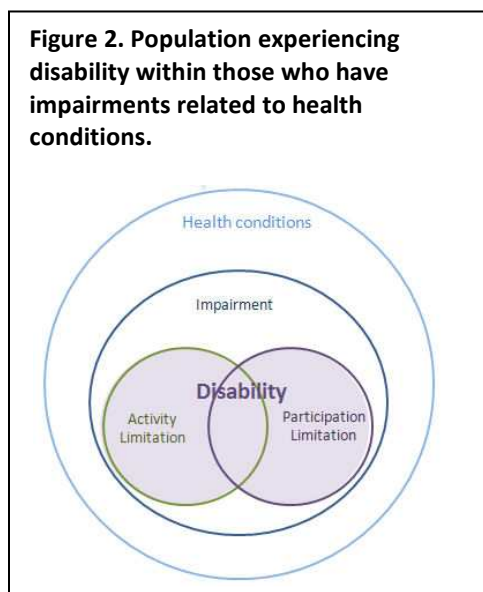 Figure 2. Population experiencing
disability within those who have
impairments related to health
conditions.
Health conditions
Impairment
Disability
Activity
Limitation
Participation
Limitation